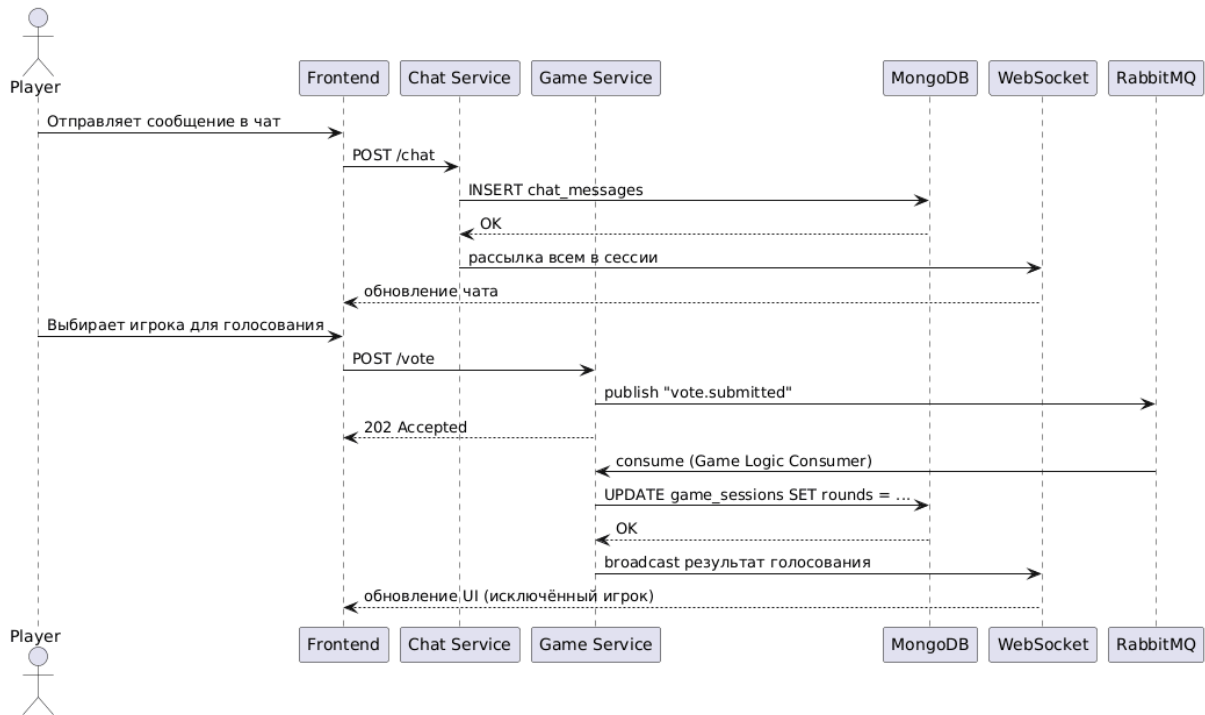 Player
Frontend
Chat Service
Game Service
MongoDB
WebSocket
RabbitMQ
Отправляет сообщение в чат
POST /chat
INSERT chat_messages
OK
рассылка всем в сессии
обновление чата
Выбирает игрока для голосования
POST /vote
publish "vote.submitted"
202 Accepted
consume (Game Logic Consumer)
UPDATE game_sessions SET rounds = ...
OK
broadcast результат голосования
обновление UI (исключённый игрок)
Player
Frontend
Chat Service
Game Service
MongoDB
WebSocket
RabbitMQ